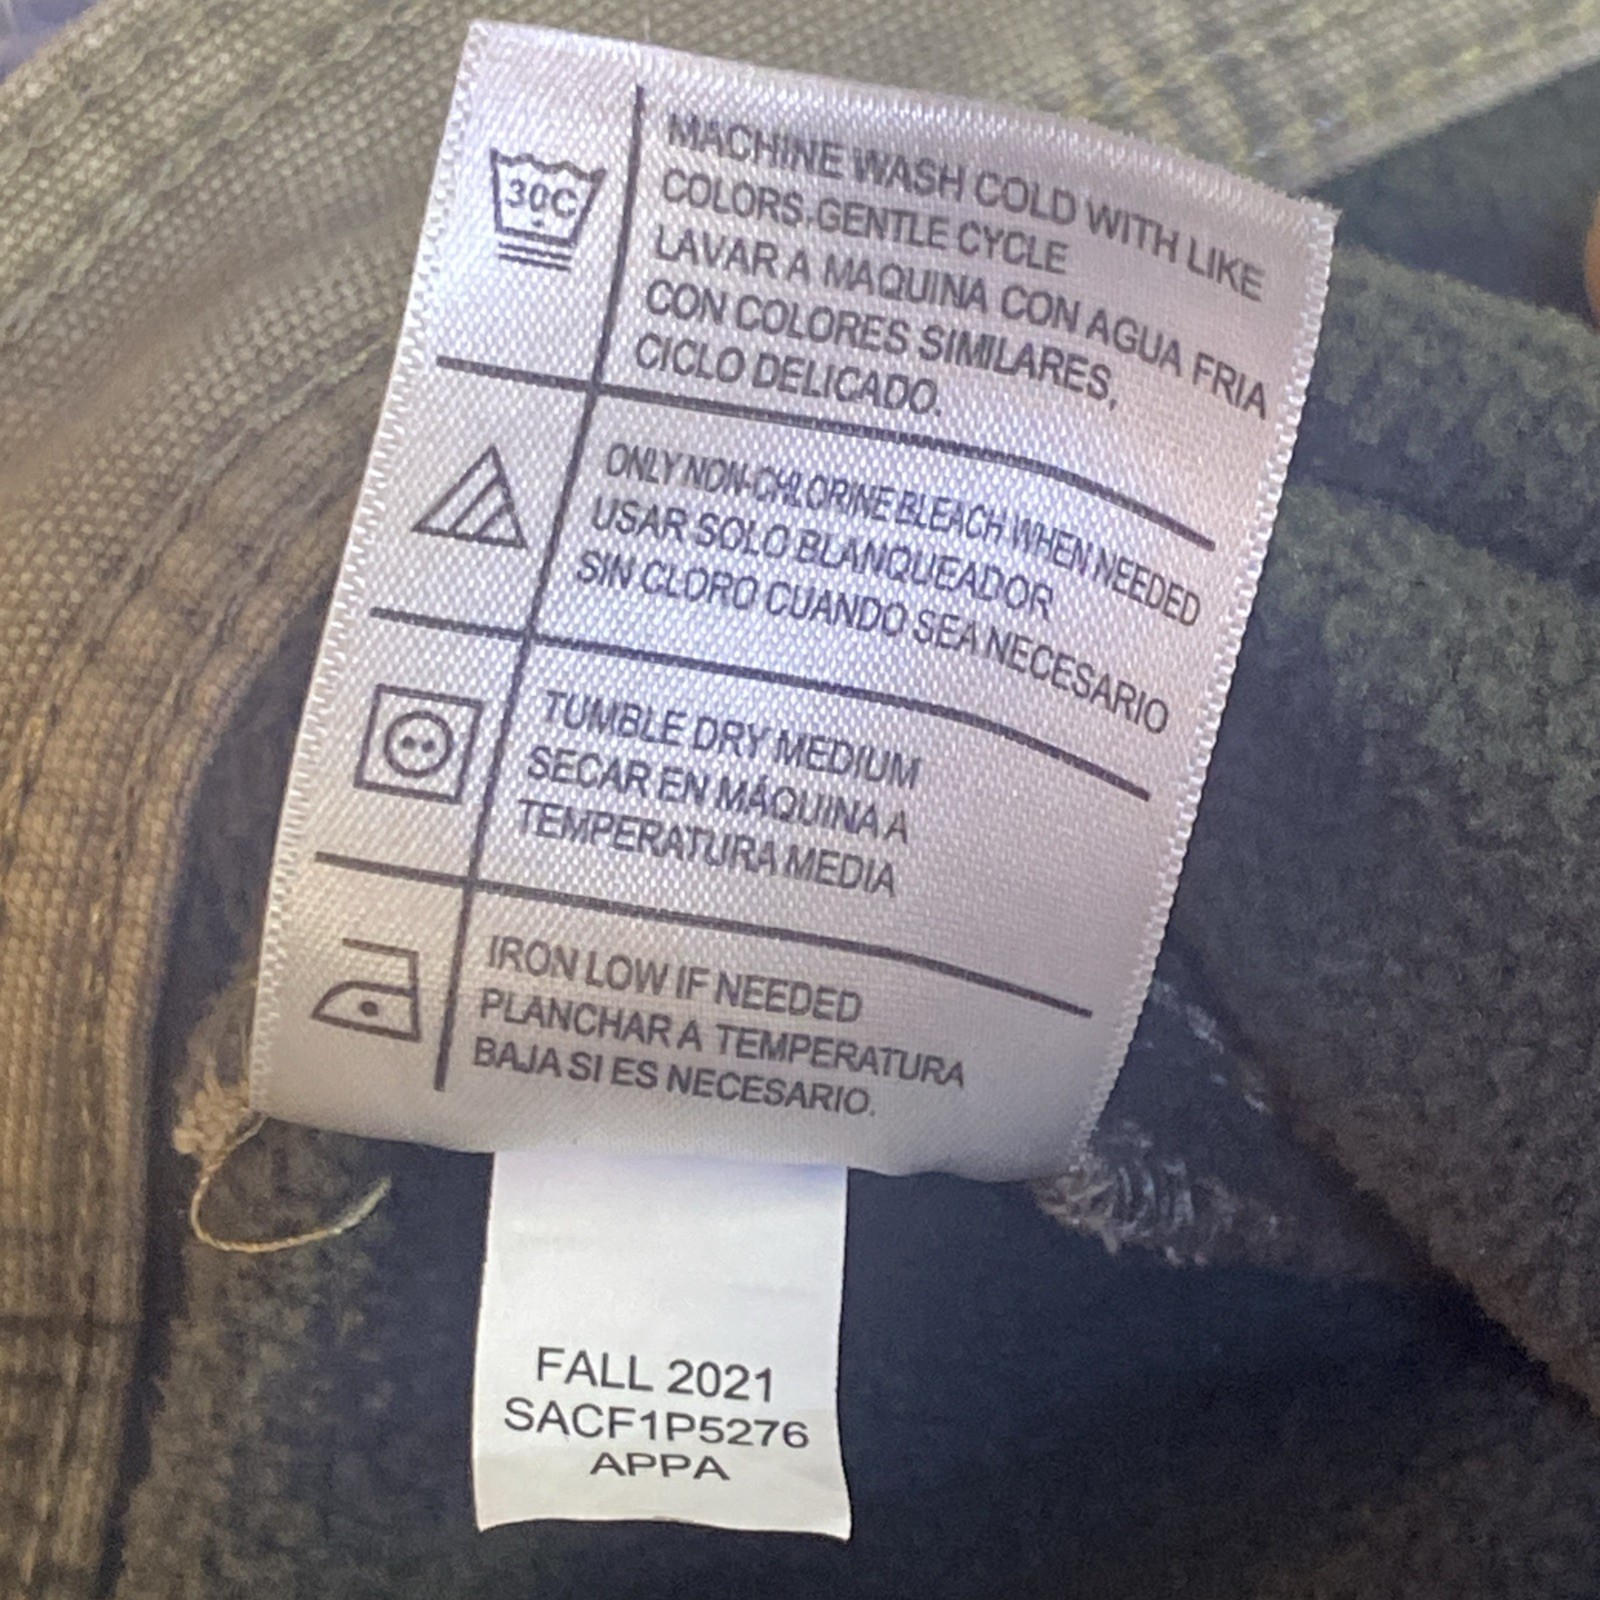 30C
MACHINE WASH COLD WITH LIKE
COLORS, GENTLE CYCLE
LAVAR A MAQUINA CON AGUA FRIA
CON COLORES SIMILARES,
CICLO DELICADO.
ONLY NON-CHLORINE BLEACH WHEN NEEDED
USAR SOLO BLANQUEADOR
SIN CLORO CUANDO SEA NECESARIO
TUMBLE DRY MEDIUM
SECAR EN MÁQUINA A
TEMPERATURA MEDIA
IRON LOW IF NEEDED
PLANCHAR A TEMPERATURA
BAJA SI ES NECESARIO.
FALL 2021
SACF1P5276
APPA